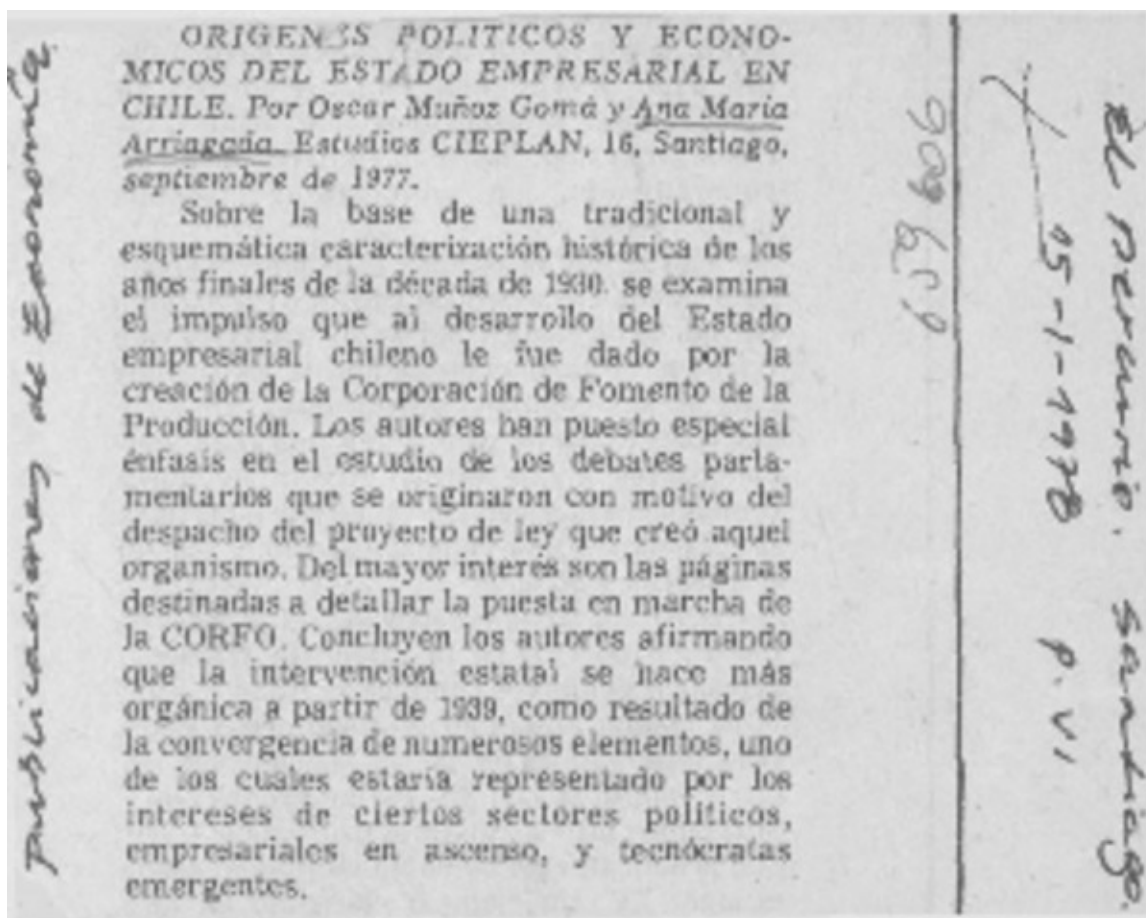 ORIGENES POLITICOS Y ECONO-
MICOS DEL ESTADO EMPRESARIAL EN
CHILE. Por Oscar Muñoz Gomá y Ana María
Arriagada. Estudios CIEPLAN, 16, Santiago,
septiembre de 1977.
Sobre la base de una tradicional y
esquemática caracterización histórica de los
años finales de la década de 1930. se examina
el impulso que al desarrollo del Estado
empresarial chileno le fue dado por la
creación de la Corporación de Fomento de la
Producción. Los autores han puesto especial
énfasis en el estudio de los debates parla-
mentarios que se originaron con motivo del
despacho del proyecto de ley que creó aquel
organismo. Del mayor interés son las páginas
destinadas a detallar la puesta en marcha de
la CORFO. Concluyen los autores afirmando
que la intervención estatal se hace más
orgánica a partir de 1939, como resultado de
la convergencia de numerosos elementos, uno
de los cuales estaría representado por los
intereses de ciertos sectores políticos,
empresariales en ascenso, y tecnócratas
emergentes.
Publicaciones de Economía
659606
El Mercurio. Santiago.
15-1-1978 P. VI